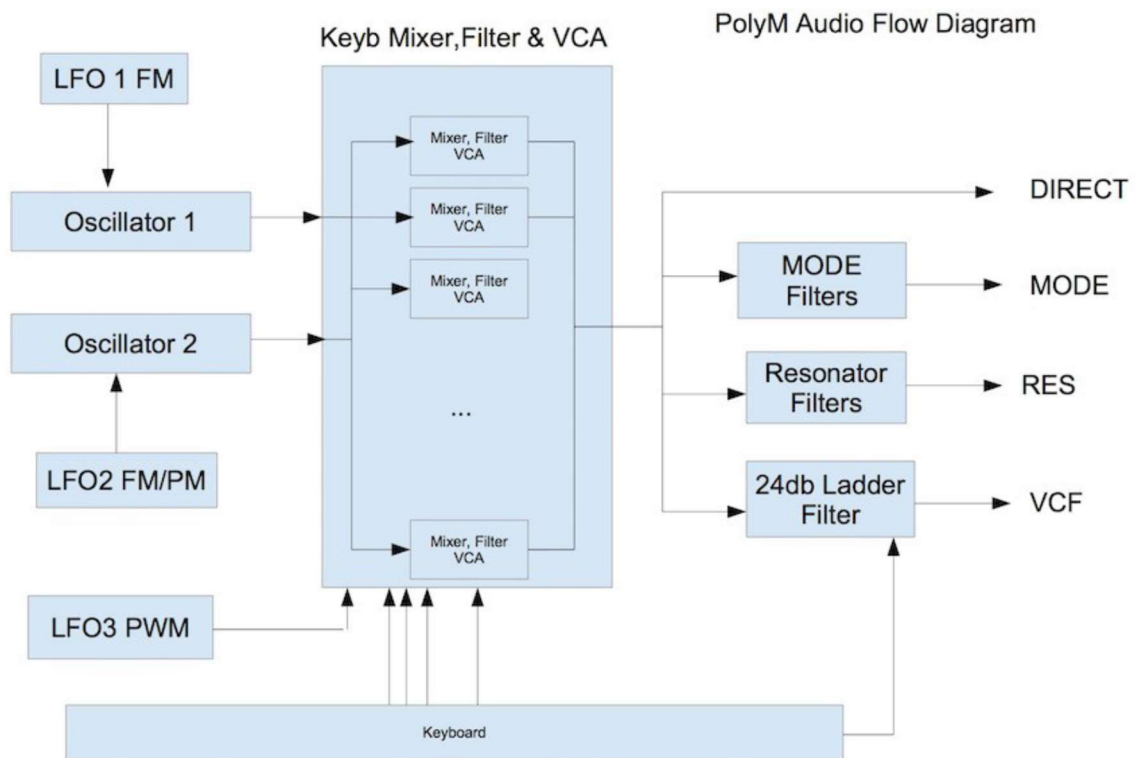 PolyM Audio Flow Diagram
Keyb Mixer,Filter & VCA
LFO 1 FM
Mixer, Filter
VCA
Oscillator 1
Mixer, Filter
VCA
DIRECT
Mixer, Filter
VCA
MODE
Filters
MODE
Oscillator 2
Resonator
Filters
RES
...
LFO2 FM/PM
24db Ladder
Filter
VCF
Mixer, Filter
VCA
LFO3 PWM
Keyboard